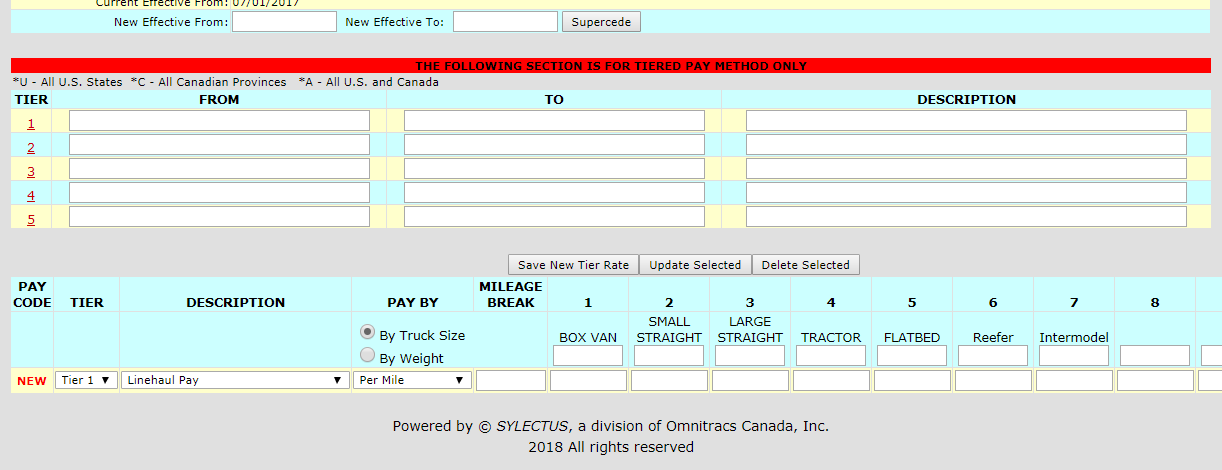 Current Effective From: 07/01/2017
New Effective From: New Effective To: Supercede
THE FOLLOWING SECTION IS FOR TIERED PAY METHOD ONLY
*U - All U.S. States *C - All Canadian Provinces *A - All U.S. and Canada
TIER FROM TO DESCRIPTION
1
2
3
4
5
Save New Tier Rate Update Selected Delete Selected
PAY CODE TIER DESCRIPTION PAY BY MILEAGE BREAK 1 2 3 4 5 6 7 8
By Truck Size
By Weight
BOX VAN SMALL STRAIGHT LARGE STRAIGHT TRACTOR FLATBED Reefer Intermodel
NEW Tier 1 Linehaul Pay Per Mile
Powered by © SYLECTUS, a division of Omnitracs Canada, Inc.
2018 All rights reserved